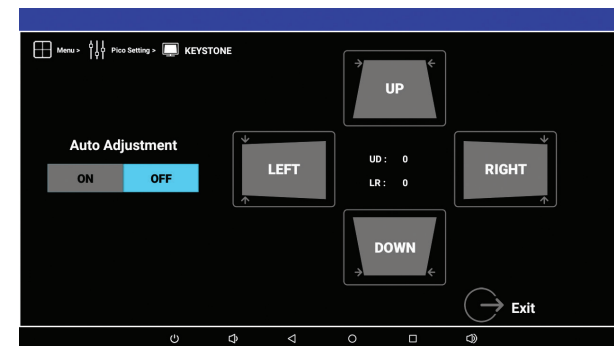 Menu > Pico Setting > KEYSTONE
UP
Auto Adjustment
ON OFF
LEFT
UD : 0
LR : 0
RIGHT
DOWN
Exit